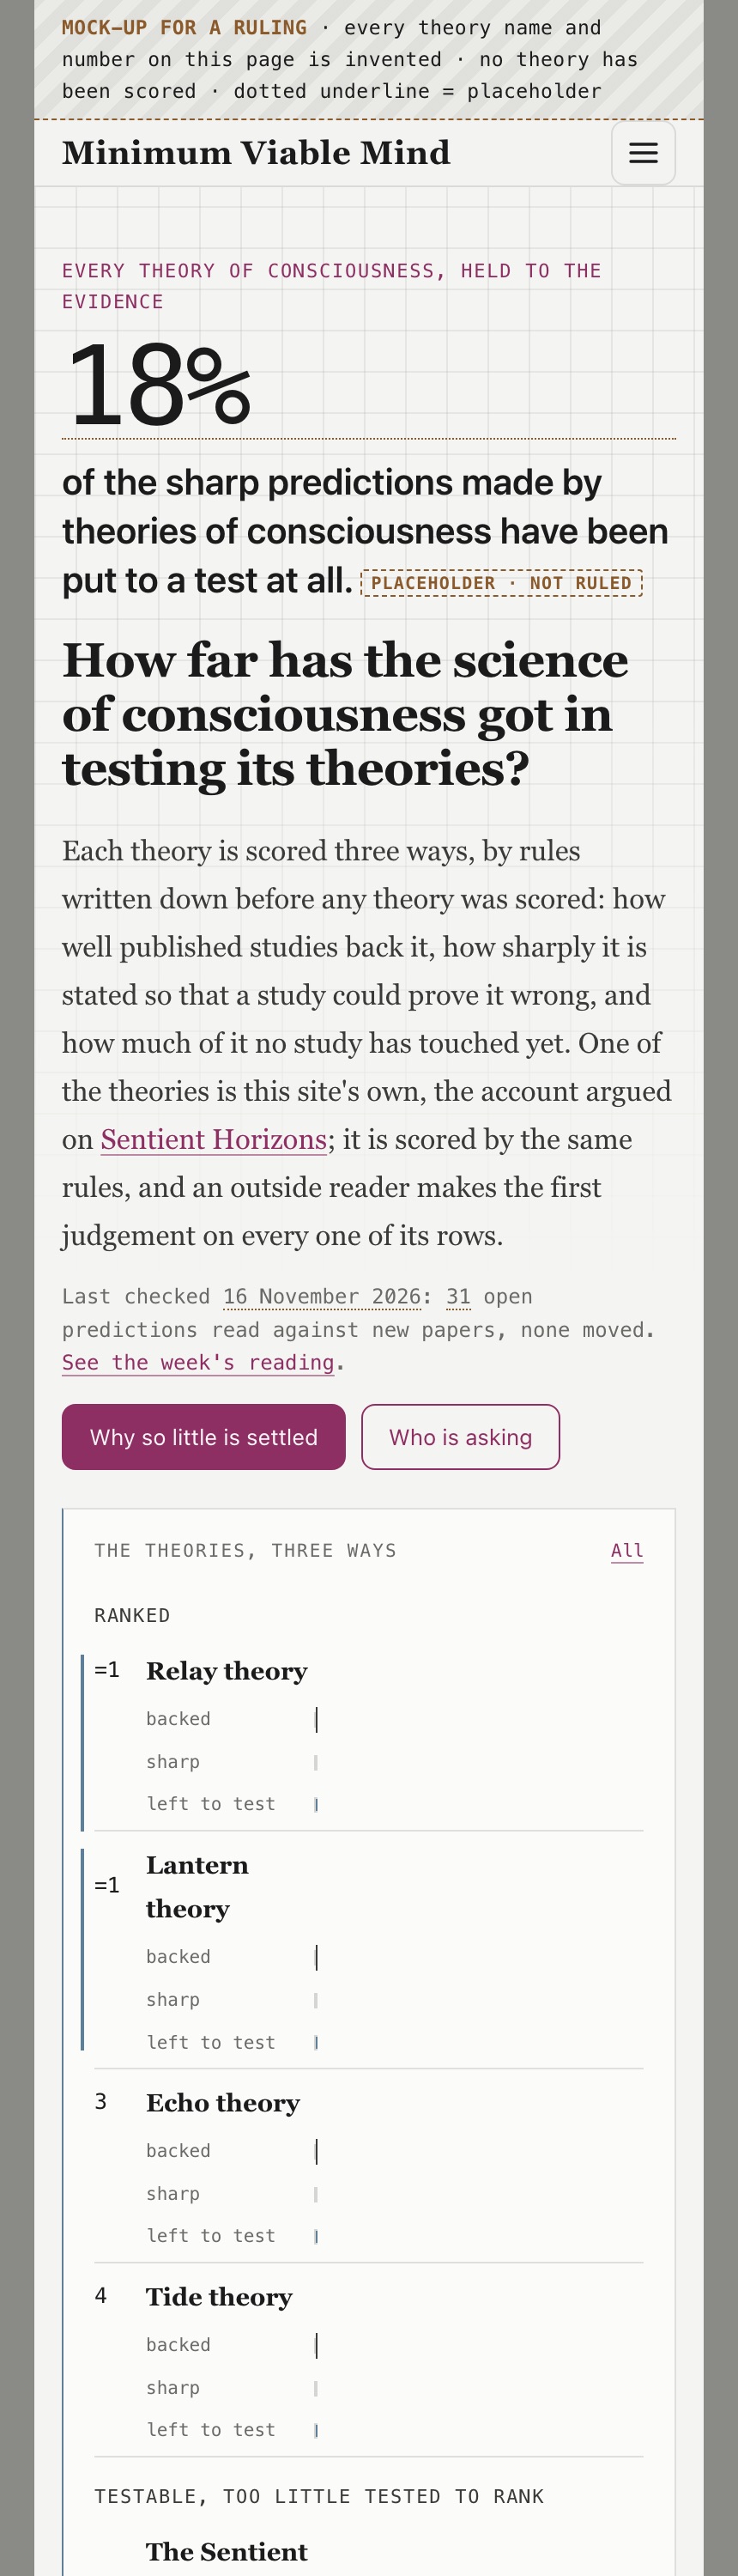 MOCK-UP FOR A RULING · every theory name and
number on this page is invented · no theory has
been scored · dotted underline = placeholder
Minimum Viable Mind
EVERY THEORY OF CONSCIOUSNESS, HELD TO THE
EVIDENCE
18%
of the sharp predictions made by
theories of consciousness have been
put to a test at all. PLACEHOLDER · NOT RULED
How far has the science
of consciousness got in
testing its theories?
Each theory is scored three ways, by rules
written down before any theory was scored: how
well published studies back it, how sharply it is
stated so that a study could prove it wrong, and
how much of it no study has touched yet. One of
the theories is this site's own, the account argued
on Sentient Horizons; it is scored by the same
rules, and an outside reader makes the first
judgement on every one of its rows.
Last checked 16 November 2026: 31 open
predictions read against new papers, none moved.
See the week's reading.
Why so little is settled Who is asking
THE THEORIES, THREE WAYS All
RANKED
=1 Relay theory
backed
sharp
left to test
=1 Lantern
theory
backed
sharp
left to test
3 Echo theory
backed
sharp
left to test
4 Tide theory
backed
sharp
left to test
TESTABLE, TOO LITTLE TESTED TO RANK
The Sentient